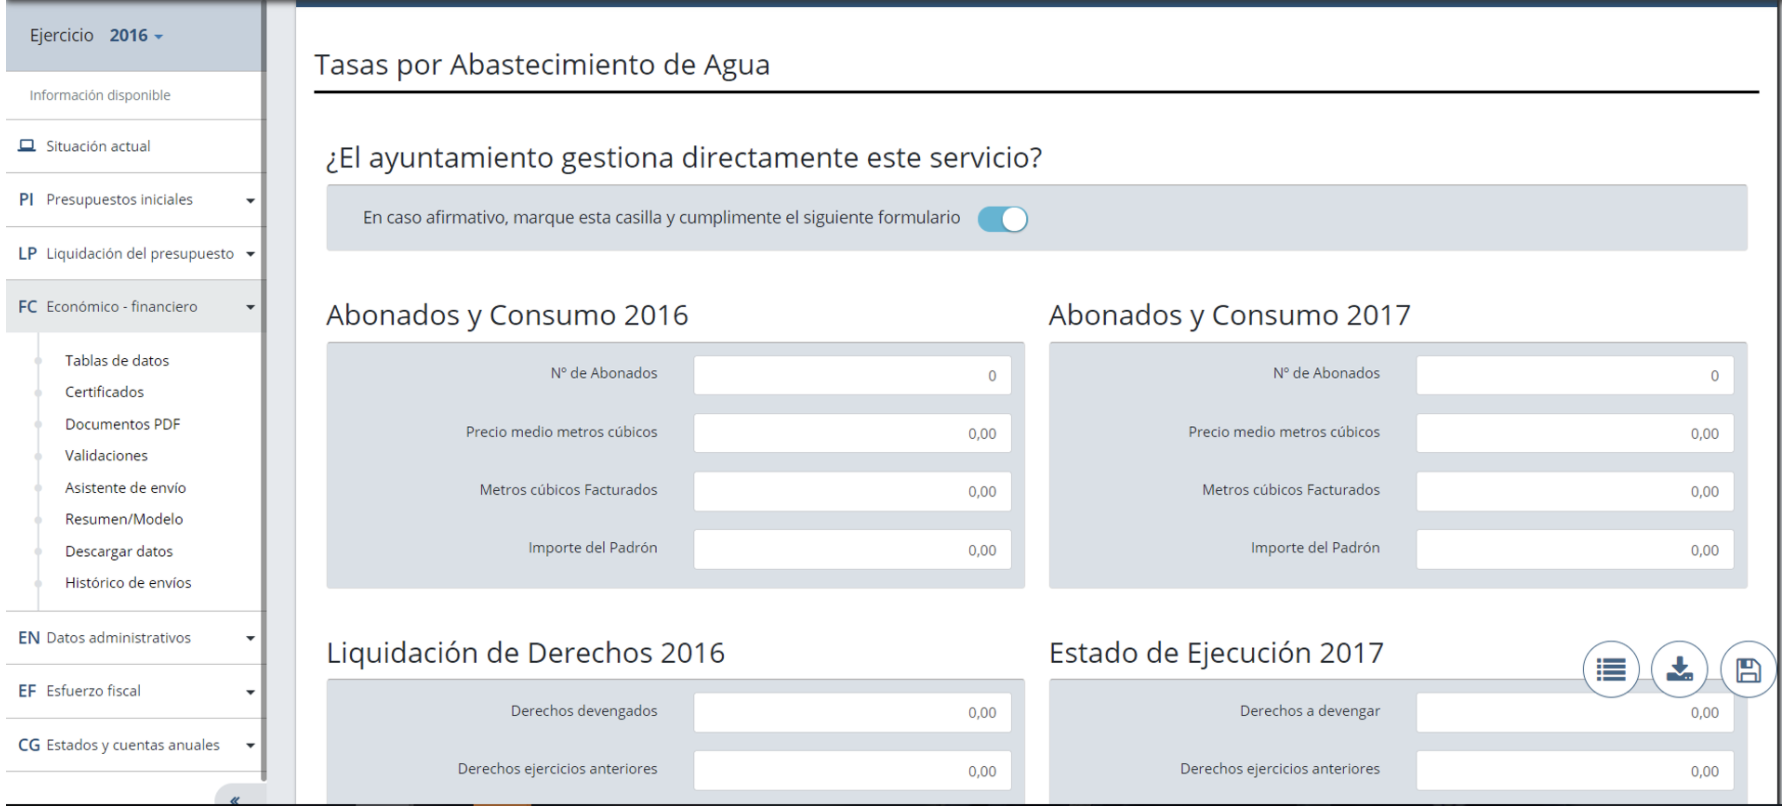 Ejercicio 2016
Información disponible
Situación actual
PI Presupuestos iniciales
LP Liquidación del presupuesto
FC Económico - financiero
Tablas de datos
Certificados
Documentos PDF
Validaciones
Asistente de envío
Resumen/Modelo
Descargar datos
Histórico de envíos
EN Datos administrativos
EF Esfuerzo fiscal
CG Estados y cuentas anuales
«
Tasas por Abastecimiento de Agua
¿El ayuntamiento gestiona directamente este servicio?
En caso afirmativo, marque esta casilla y cumplimente el siguiente formulario
Abonados y Consumo 2016
Nº de Abonados 0
Precio medio metros cúbicos 0,00
Metros cúbicos Facturados 0,00
Importe del Padrón 0,00
Abonados y Consumo 2017
Nº de Abonados 0
Precio medio metros cúbicos 0,00
Metros cúbicos Facturados 0,00
Importe del Padrón 0,00
Liquidación de Derechos 2016
Derechos devengados 0,00
Derechos ejercicios anteriores 0,00
Estado de Ejecución 2017
Derechos a devengar 0,00
Derechos ejercicios anteriores 0,00